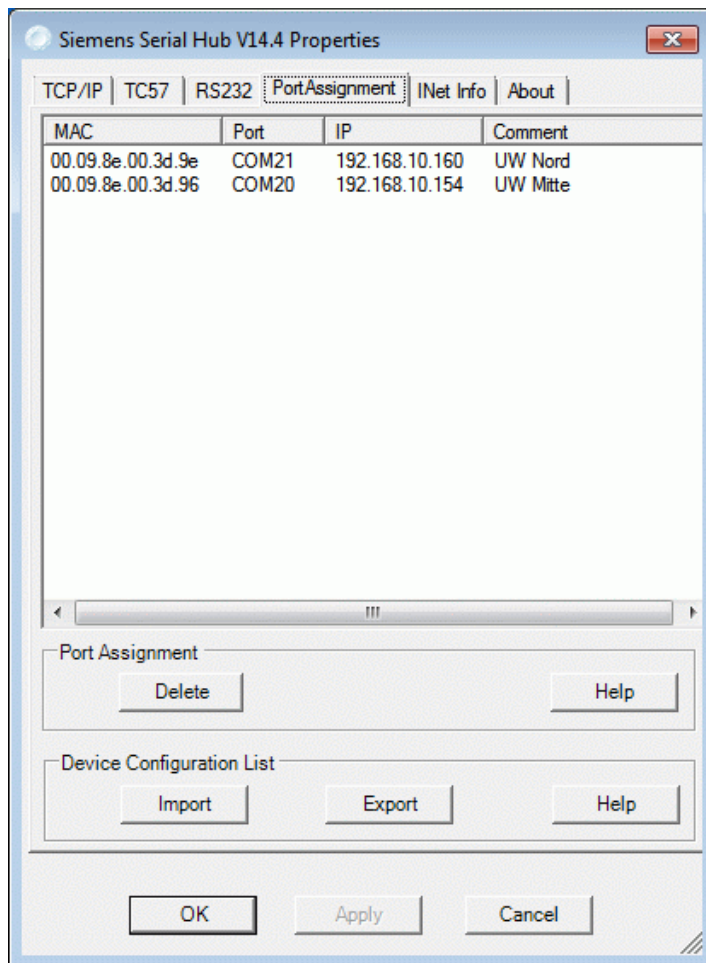 Siemens Serial Hub V14.4 Properties
TCP/IP TC57 RS232 PortAssignment INet Info About
MAC Port IP Comment
00.09.8e.00.3d.9e COM21 192.168.10.160 UW Nord
00.09.8e.00.3d.96 COM20 192.168.10.154 UW Mitte
Port Assignment
Delete Help
Device Configuration List
Import Export Help
OK Apply Cancel